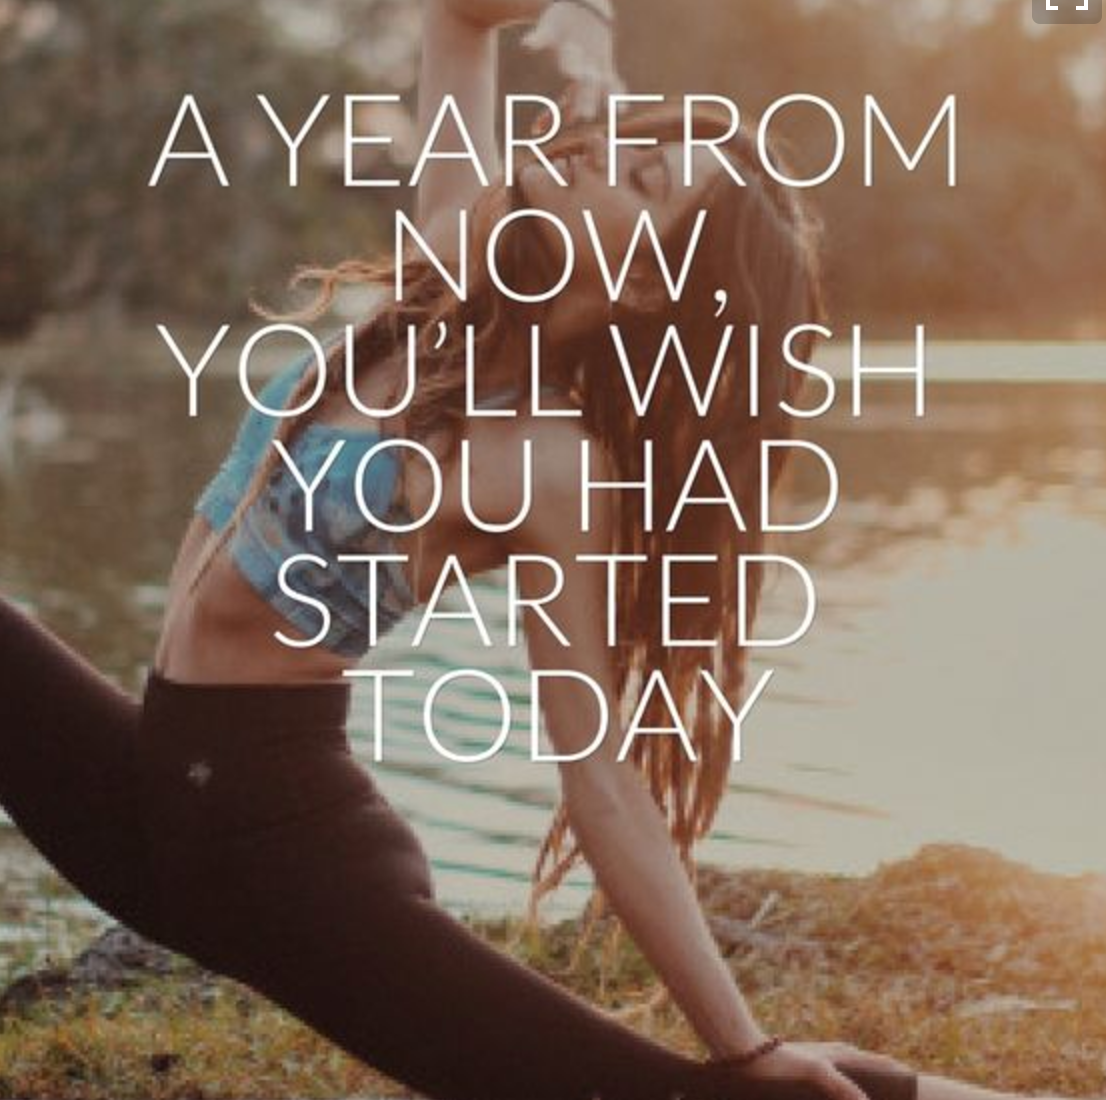 A YEAR FROM
NOW,
YOU'LL WISH
YOU HAD
STARTED
TODAY